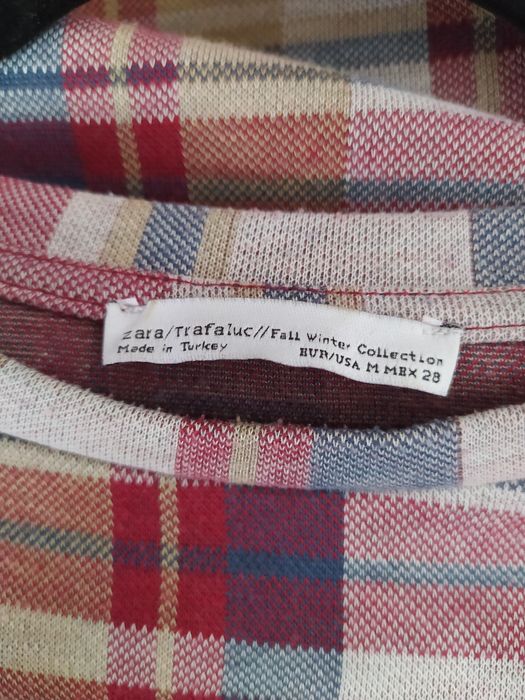 zara/Trafaluc//Fall Winter Collection
Made in Turkey EUR/USA M MEX 28